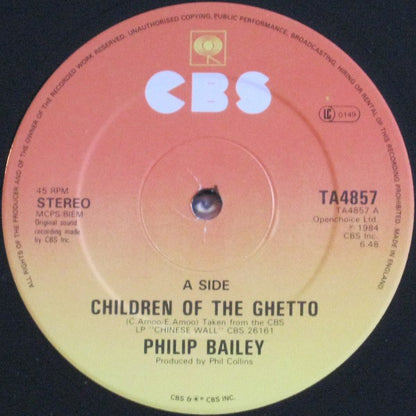 ALL RIGHTS OF THE PRODUCER AND OF THE OWNER OF THE RECORDED WORK RESERVED. UNAUTHORISED COPYING, PUBLIC PERFORMANCE, BROADCASTING, HIRING OR RENTAL OF THIS RECORDING PROHIBITED. MADE IN ENGLAND
CBS
LC 0149
45 RPM
STEREO
MCPS BIEM
Original sound
recording made
by CBS Inc.
TA4857
TA4857 A
Openchoice Ltd.
℗ 1984
CBS Inc.
6.48
A SIDE
CHILDREN OF THE GHETTO
(C.Amoo/E.Amoo) Taken from the CBS
LP "CHINESE WALL" CBS 26161
PHILIP BAILEY
Produced by Phil Collins
CBS & ® CBS INC.